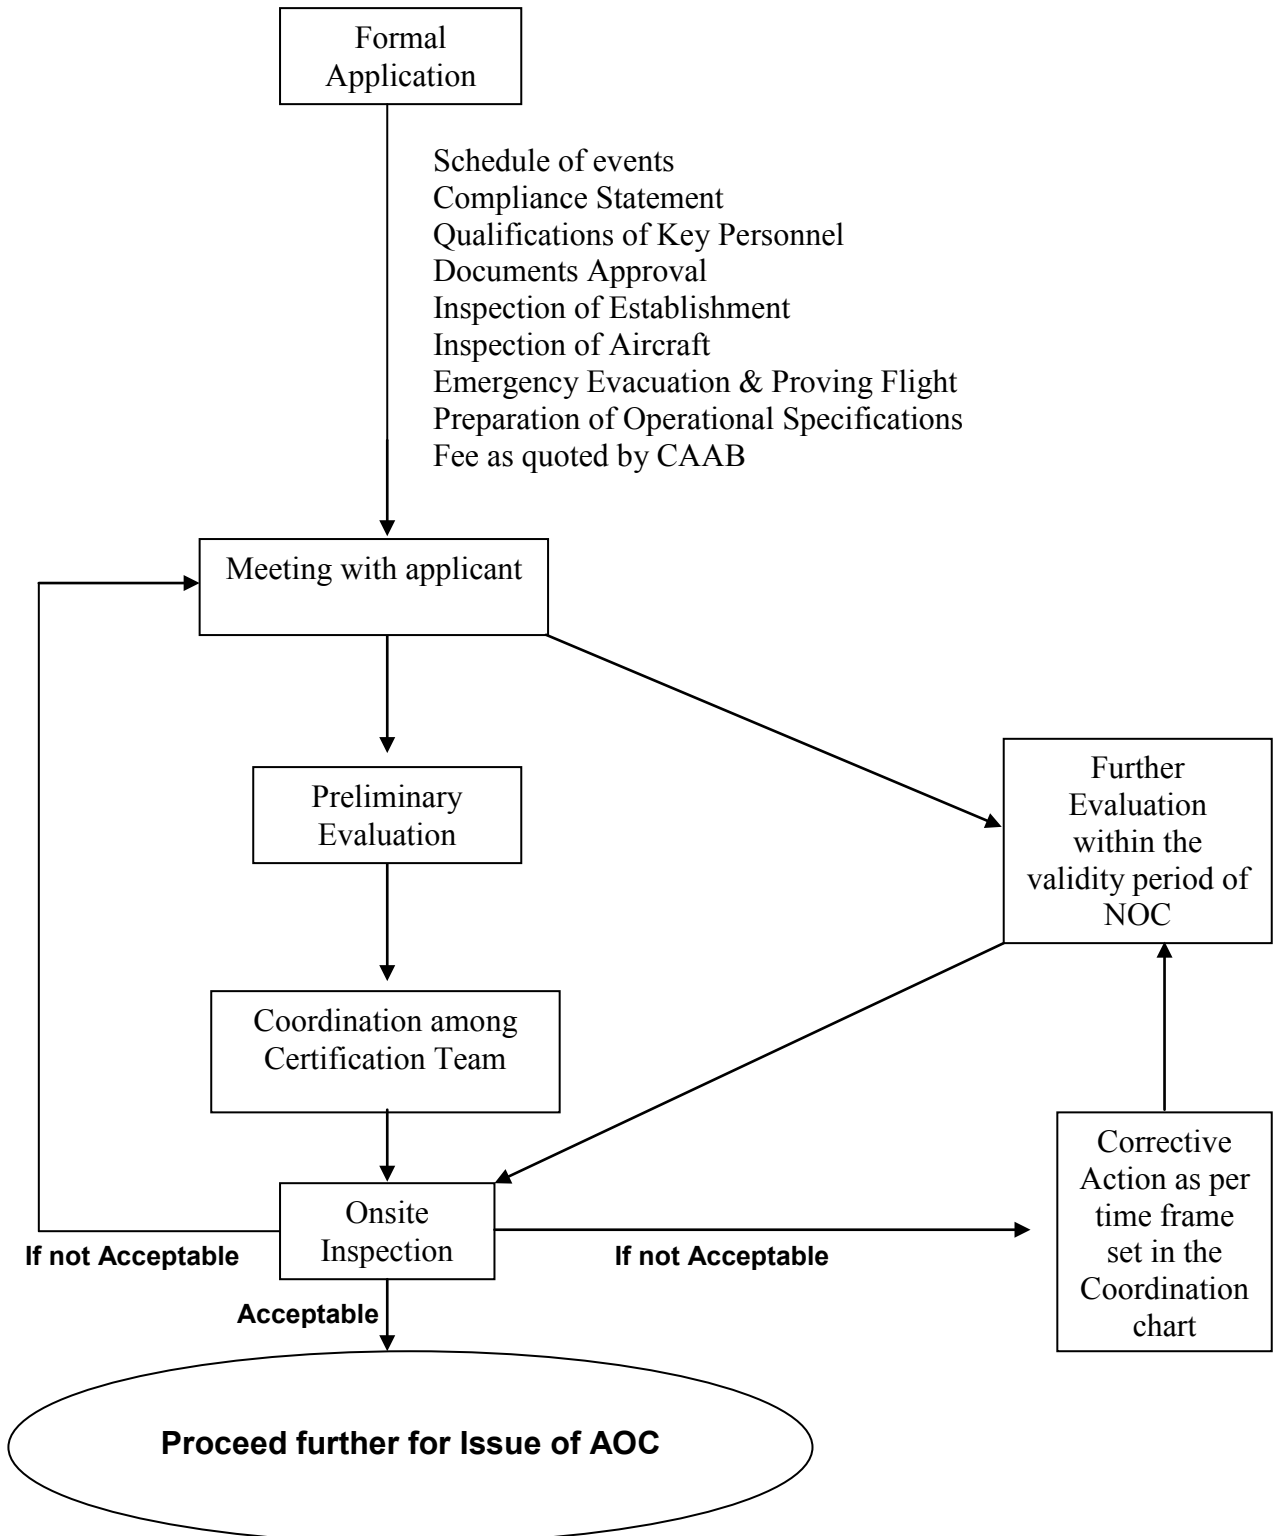 Formal
Application
Schedule of events
Compliance Statement
Qualifications of Key Personnel
Documents Approval
Inspection of Establishment
Inspection of Aircraft
Emergency Evacuation & Proving Flight
Preparation of Operational Specifications
Fee as quoted by CAAB
Meeting with applicant
Preliminary
Evaluation
Further
Evaluation
within the
validity period of
NOC
Coordination among
Certification Team
Onsite
Inspection
If not Acceptable
If not Acceptable
Corrective
Action as per
time frame
set in the
Coordination
chart
Acceptable
Proceed further for Issue of AOC